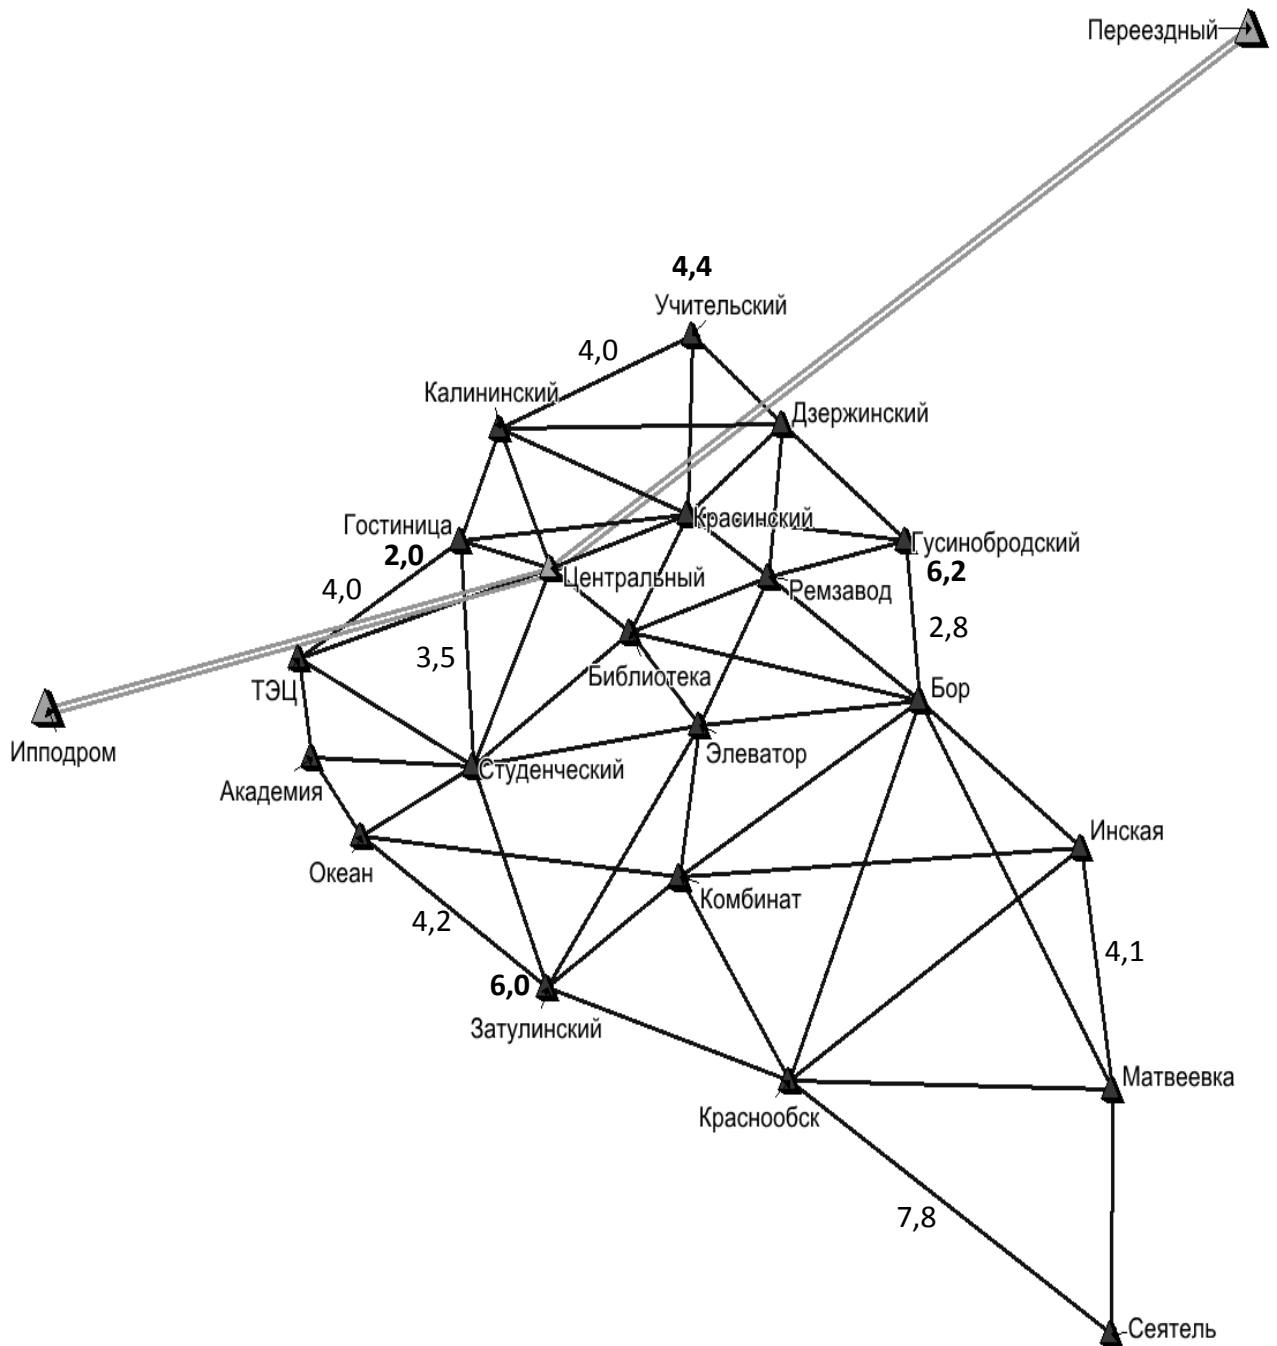 Переездный
4,4
Учительский
4,0
Калининский
Дзержинский
Гостиница
Красинский
2,0
Гусинобродский
Центральный
6,2
4,0
Ремзавод
2,8
3,5
Библиотека
ТЭЦ
Бор
Ипподром
Элеватор
Студенческий
Академия
Инская
Океан
Комбинат
4,2
4,1
6,0
Затулинский
Матвеевка
Краснообск
7,8
Сеятель